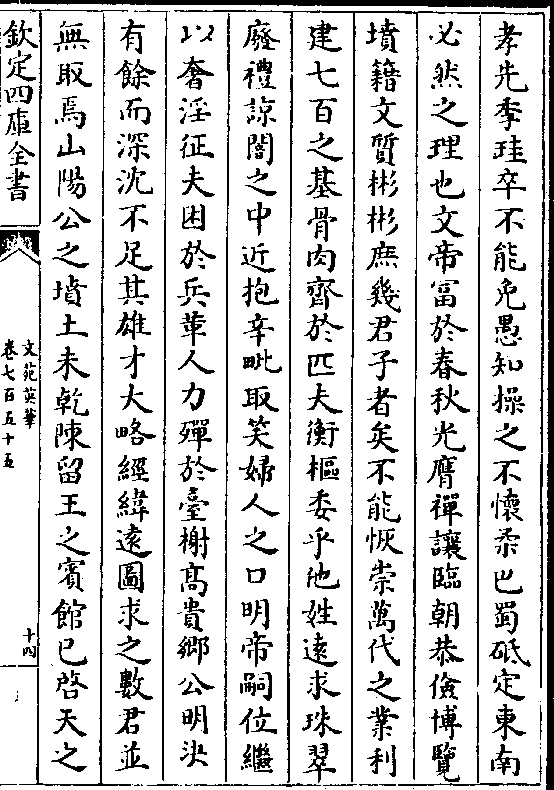 孝先季珪卒不能免愚知操之不懷柔巴蜀砥定東南
必然之理也文帝富於春秋光膺禪讓臨朝恭儉博覽
墳籍文質彬彬庶幾君子者矣不能恢崇萬代之業利
建七百之基骨肉齊於匹夫衡樞委乎他姓遠求珠翠
廢禮諒闇之中近抱辛毗取笑婦人之口明帝嗣位繼
以奢淫征夫困於兵革人力殫於臺榭高貴鄉公明決
有餘而深沈不足其雄才大略經緯遠圖求之數君並
無取焉山陽公之墳土未乾陳留王之賓館已啓天之
欽定四庫全書
文苑英華
卷七百五十五
十四